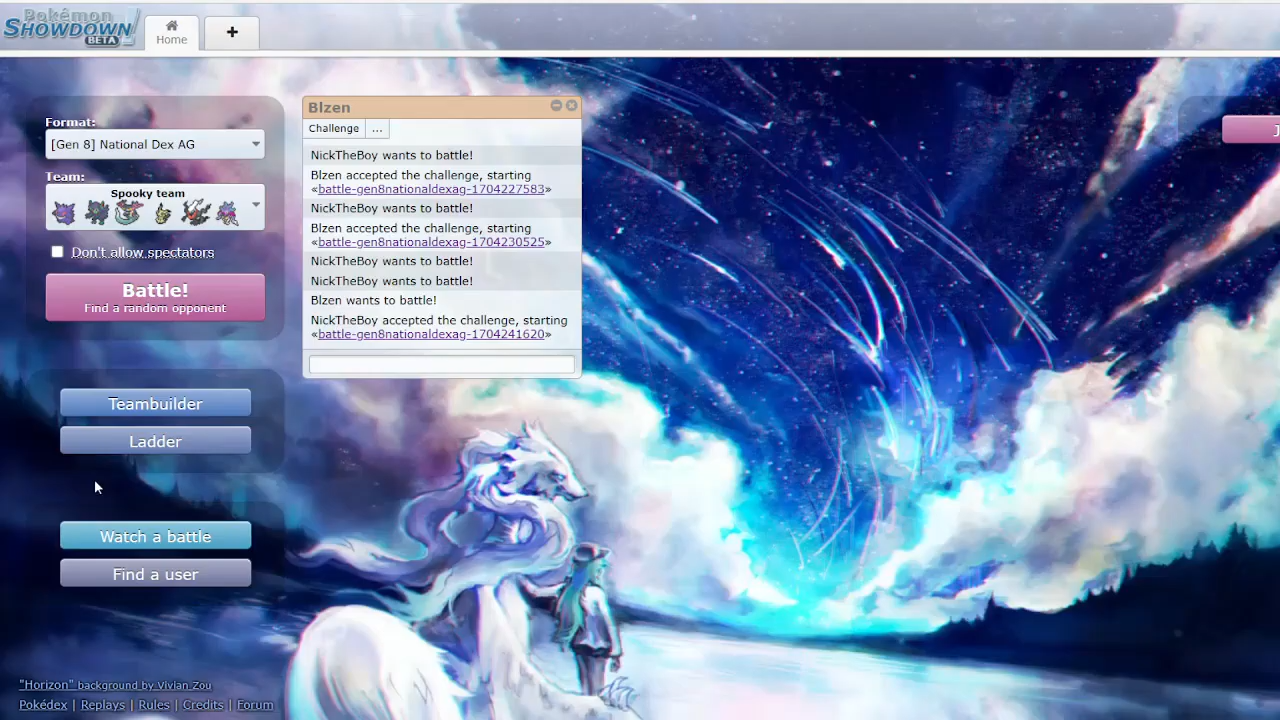 Pokémon
SHOWDOWN!
BETA
Home
Format:
[Gen 8] National Dex AG
Team:
Spooky team
Don't allow spectators
Battle!
Find a random opponent
Teambuilder
Ladder
Watch a battle
Find a user
"Horizon" background by Vivian Zou
Pokédex | Replays | Rules | Credits | Forum
Blzen
Challenge ...
NickTheBoy wants to battle!
Blzen accepted the challenge, starting
«battle-gen8nationaldexag-1704227583»
NickTheBoy wants to battle!
Blzen accepted the challenge, starting
«battle-gen8nationaldexag-1704230525»
NickTheBoy wants to battle!
NickTheBoy wants to battle!
Blzen wants to battle!
NickTheBoy accepted the challenge, starting
«battle-gen8nationaldexag-1704241620»